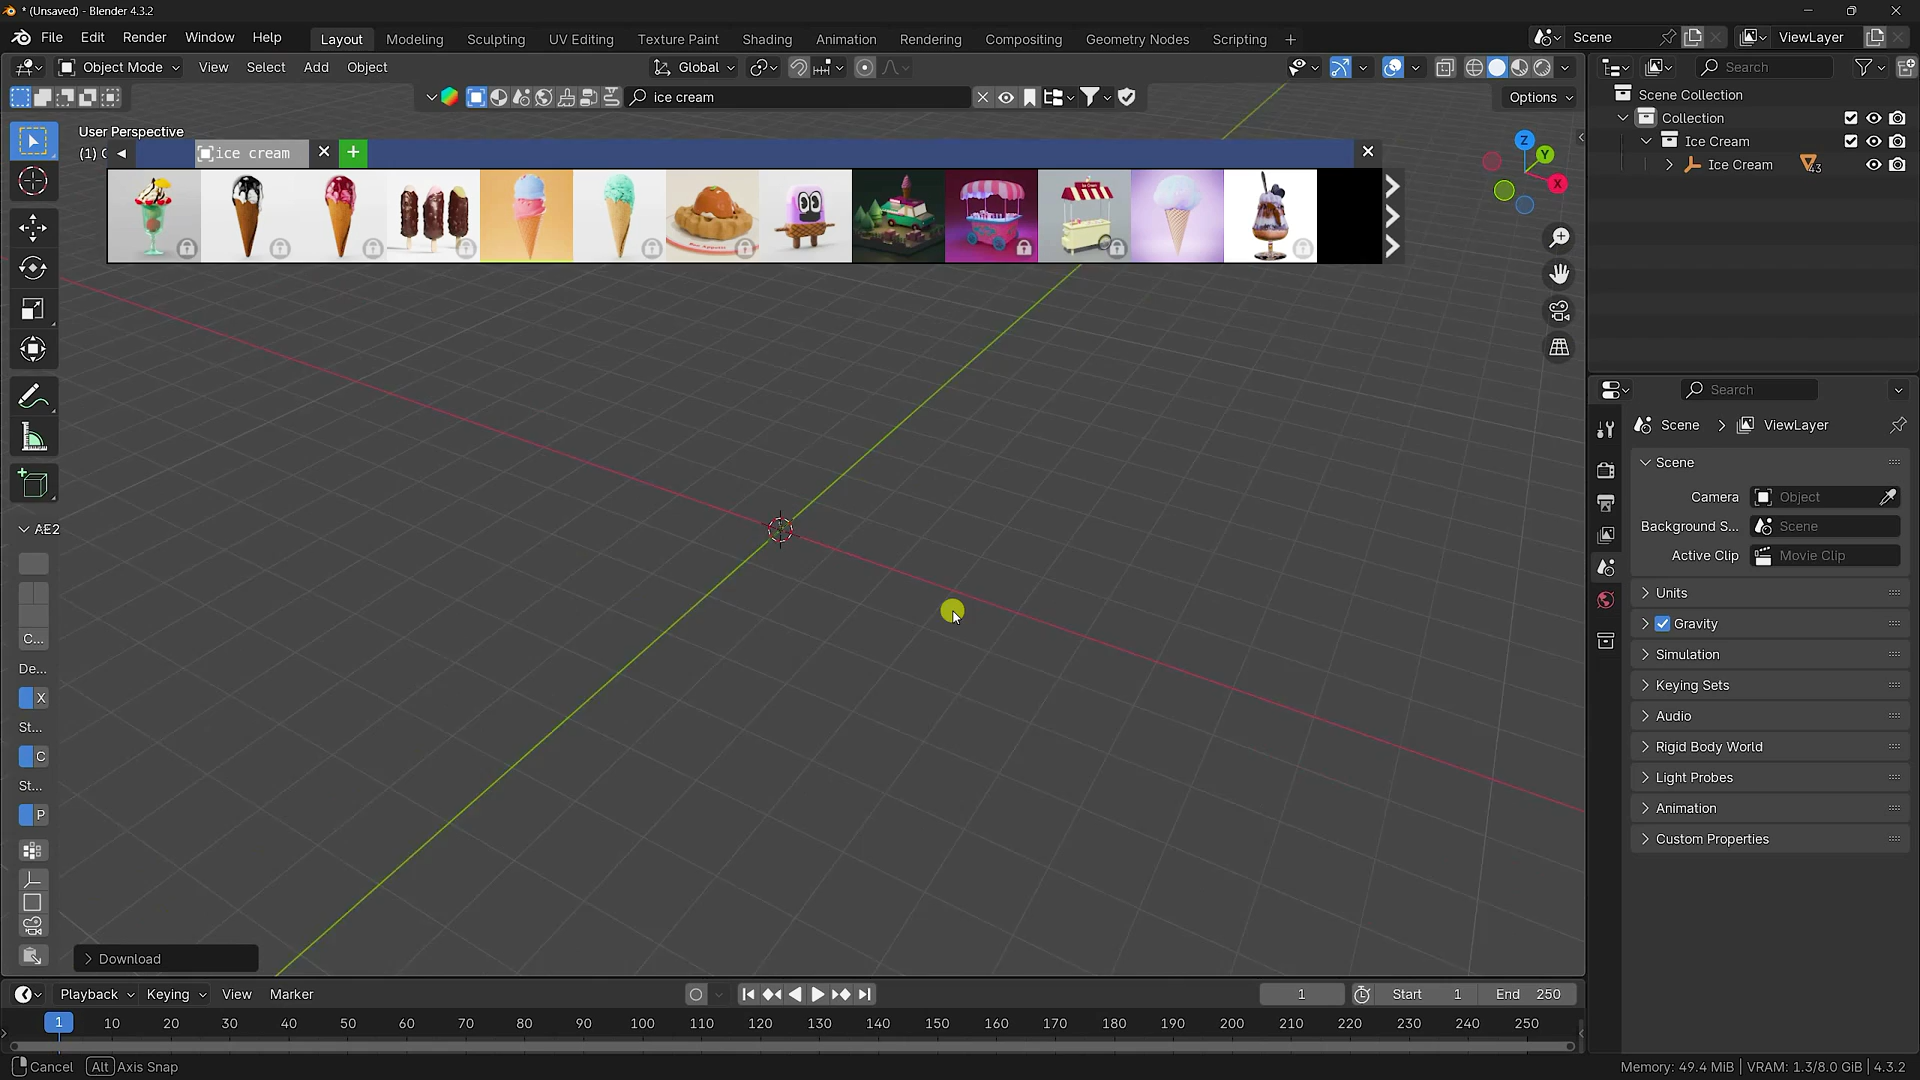 * (Unsaved) - Blender 4.3.2
File Edit Render Window Help
Layout Modeling Sculpting UV Editing Texture Paint Shading Animation Rendering Compositing Geometry Nodes Scripting +
Scene
ViewLayer
Object Mode View Select Add Object
Global
Search
ice cream
Options
Scene Collection
Collection
Ice Cream
Ice Cream
43
User Perspective
(1) C
ice cream
Z
Y
X
AE2
C...
De...
X
St...
C
St...
P
Download
Search
Scene > ViewLayer
Scene
Camera Object
Background S... Scene
Active Clip Movie Clip
Units
Gravity
Simulation
Keying Sets
Audio
Rigid Body World
Light Probes
Animation
Custom Properties
Playback Keying View Marker
1
Start 1
End 250
1 10 20 30 40 50 60 70 80 90 100 110 120 130 140 150 160 170 180 190 200 210 220 230 240 250
Cancel Alt Axis Snap
Memory: 49.4 MiB | VRAM: 1.3/8.0 GiB | 4.3.2